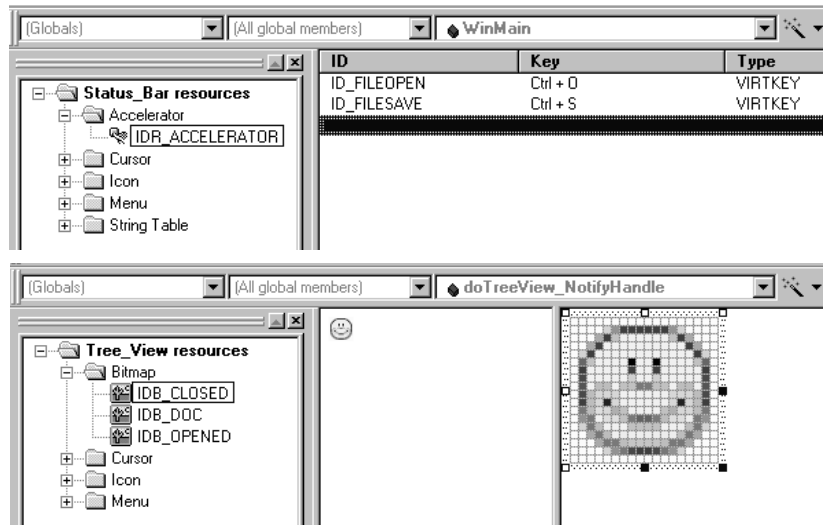 (Globals) (All global members) WinMain
ID Key Type
ID_FILEOPEN Ctrl + O VIRTKEY
ID_FILESAVE Ctrl + S VIRTKEY
Status_Bar resources
Accelerator
IDR_ACCELERATOR
Cursor
Icon
Menu
String Table
(Globals) (All global members) doTreeView_NotifyHandle
Tree_View resources
Bitmap
IDB_CLOSED
IDB_DOC
IDB_OPENED
Cursor
Icon
Menu